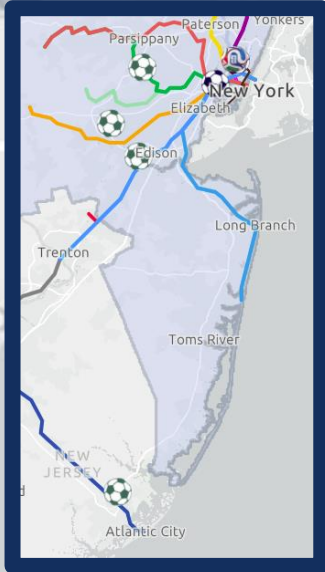 Paterson
Yonkers
Parsippany
New York
Elizabeth
Edison
Long Branch
Trenton
Toms River
NEW
JERSEY
Atlantic City